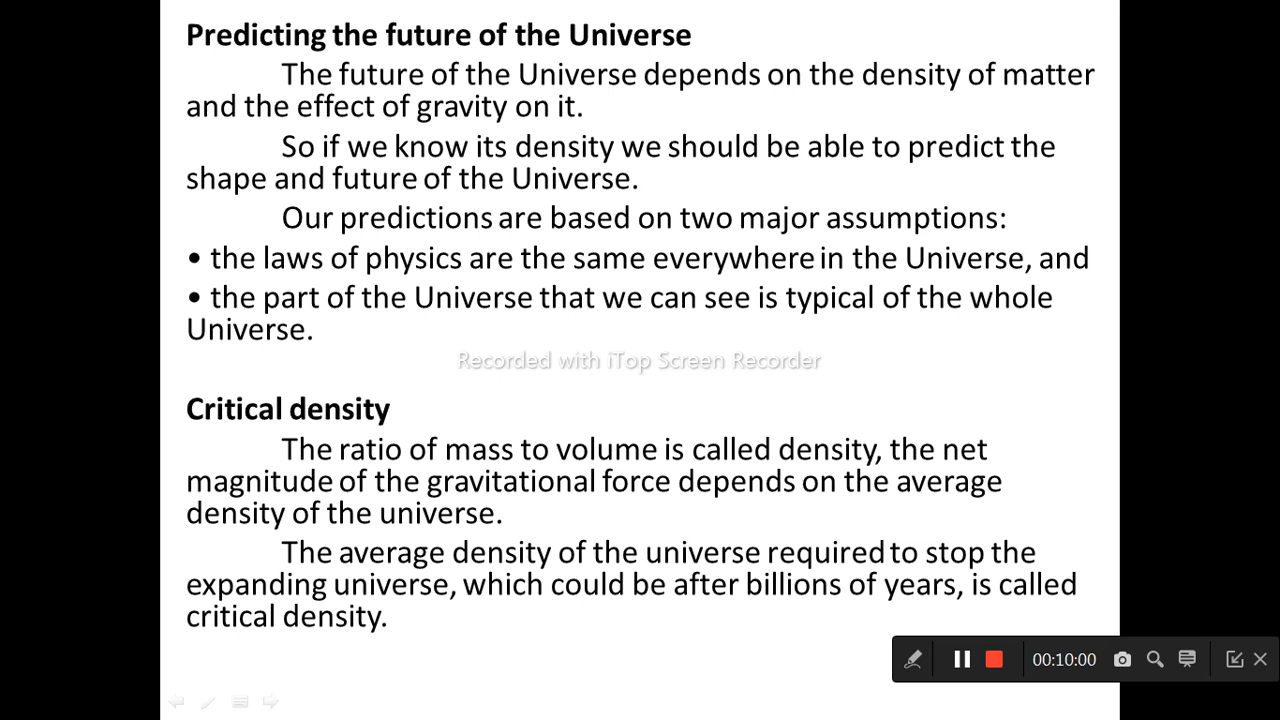 Predicting the future of the Universe
The future of the Universe depends on the density of matter
and the effect of gravity on it.
So if we know its density we should be able to predict the
shape and future of the Universe.
Our predictions are based on two major assumptions:
• the laws of physics are the same everywhere in the Universe, and
• the part of the Universe that we can see is typical of the whole
Universe.
Recorded with iTop Screen Recorder
Critical density
The ratio of mass to volume is called density, the net
magnitude of the gravitational force depends on the average
density of the universe.
The average density of the universe required to stop the
expanding universe, which could be after billions of years, is called
critical density.
00:10:00